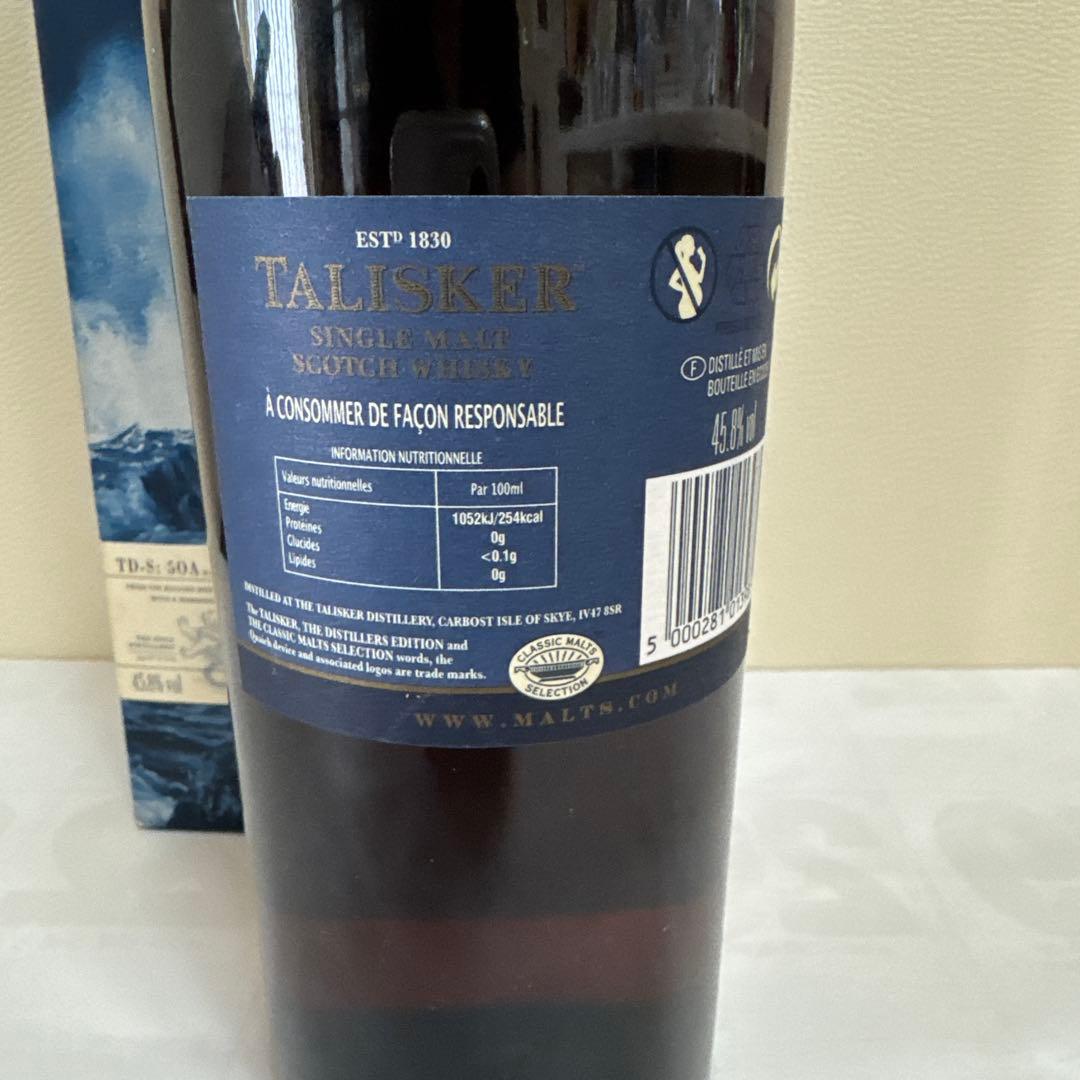 ESTD 1830
TALISKER
SINGLE MALT
SCOTCH WHISKY
À CONSOMMER DE FAÇON RESPONSABLE
INFORMATION NUTRITIONNELLE
Valeurs nutritionnelles Par 100ml
Energie 1052kJ/254kcal
Protéines 0g
Glucides <0.1g
Lipides 0g
DISTILLED AT THE TALISKER DISTILLERY, CARBOST ISLE OF SKYE, IV47 8SR
The TALISKER, THE DISTILLERS EDITION and
THE CLASSIC MALTS SELECTION words, the
Quaich device and associated logos are trade marks.
CLASSIC MALTS
SELECTION
WWW.MALTS.COM
F DISTILLÉ ET MIS EN
BOUTEILLE EN
45.8% vol
5 000281
TD-S: 5OA
45.8% vol